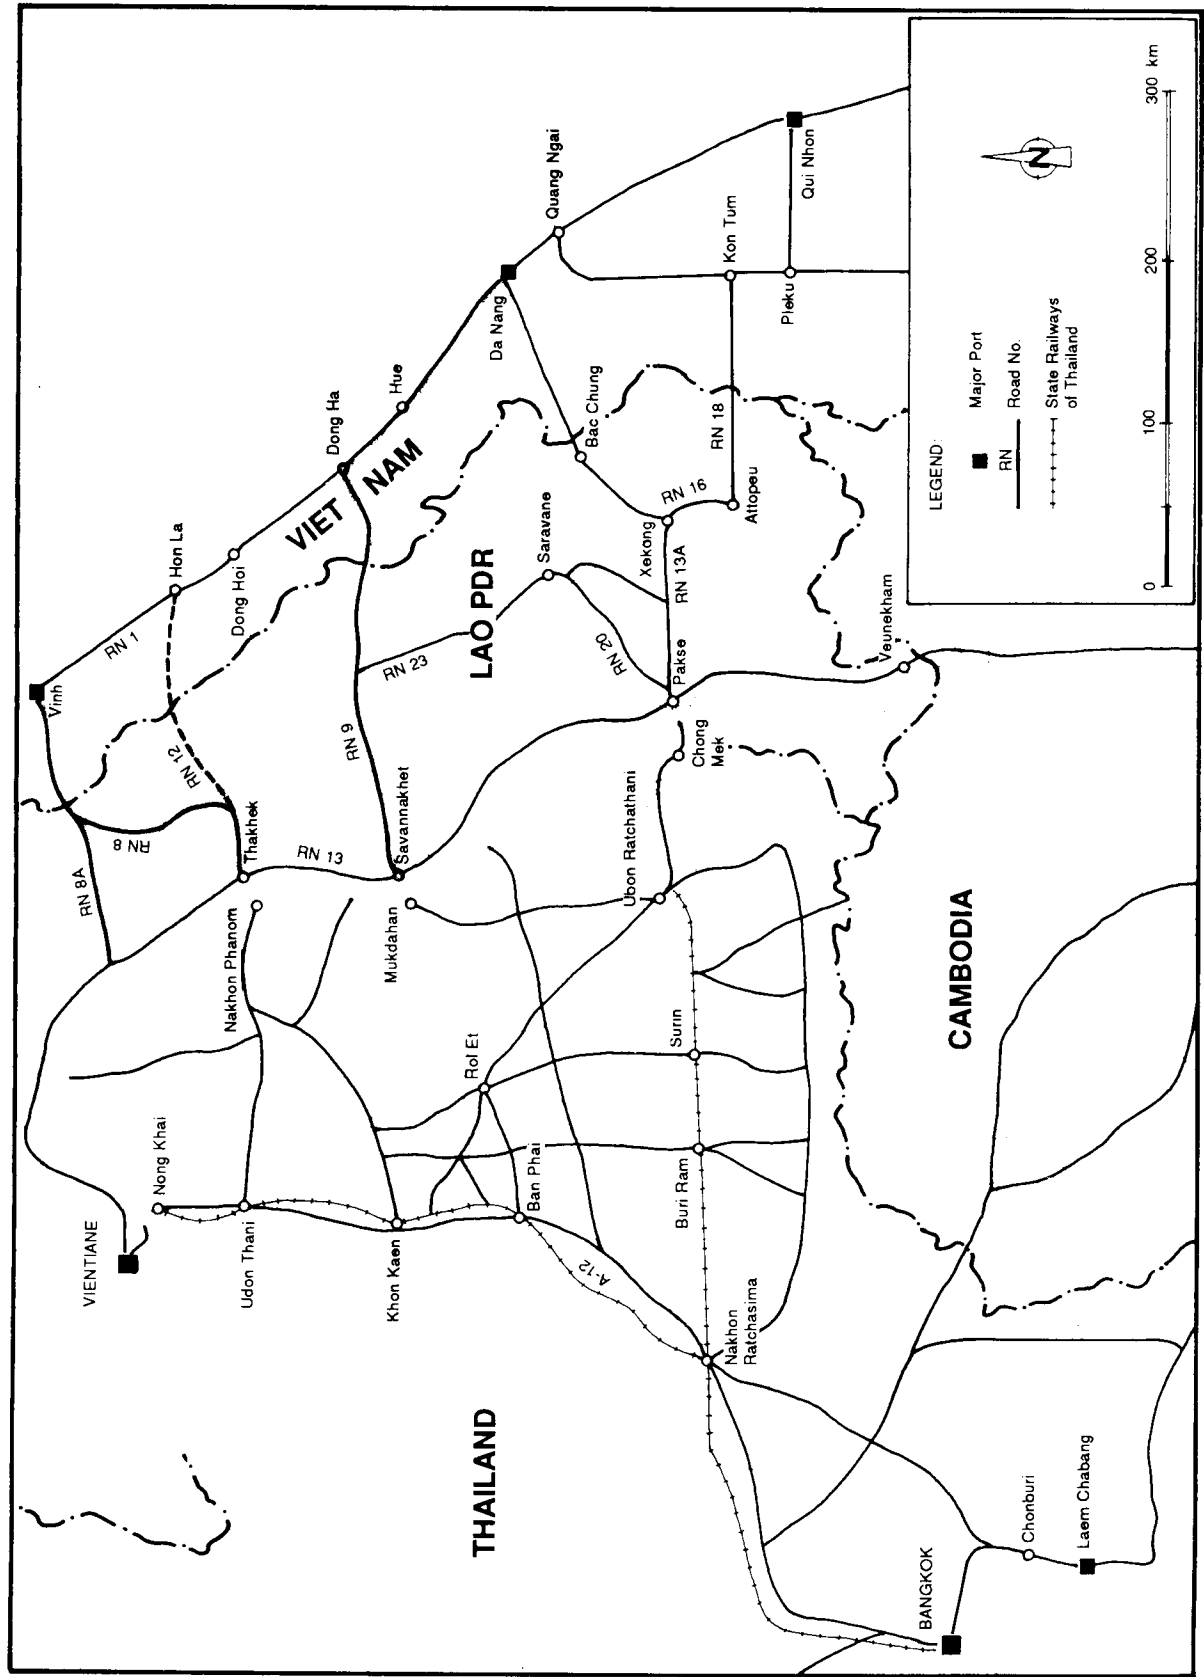 Vinh
RN 8A
VIENTIANE
RN 1
RN 8
Nong Khai
Hon La
RN 12
Nakhon Phanom
Dong Hoi
Udon Thani
Thakhek
RN 13
VIET NAM
Dong Ha
RN 9
Mukdahan
RN 23
Hue
Khon Kaen
Savannakhet
Roi Et
THAILAND
LAO PDR
Da Nang
Ban Phai
Saravane
Quang Ngai
Bac Chung
A-12
RN 20
Ubon Ratchathani
Xekong
Surin
Pakse
RN 13A
RN 16
Buri Ram
Chong
Mek
RN 18
Kon Tum
Nakhon
Ratchasima
Attopeu
Pleku
Qui Nhon
Veunekham
BANGKOK
CAMBODIA
Chonburi
Laem Chabang
LEGEND:
Major Port
RN
Road No.
State Railways
of Thailand
N
0
100
200
300 km